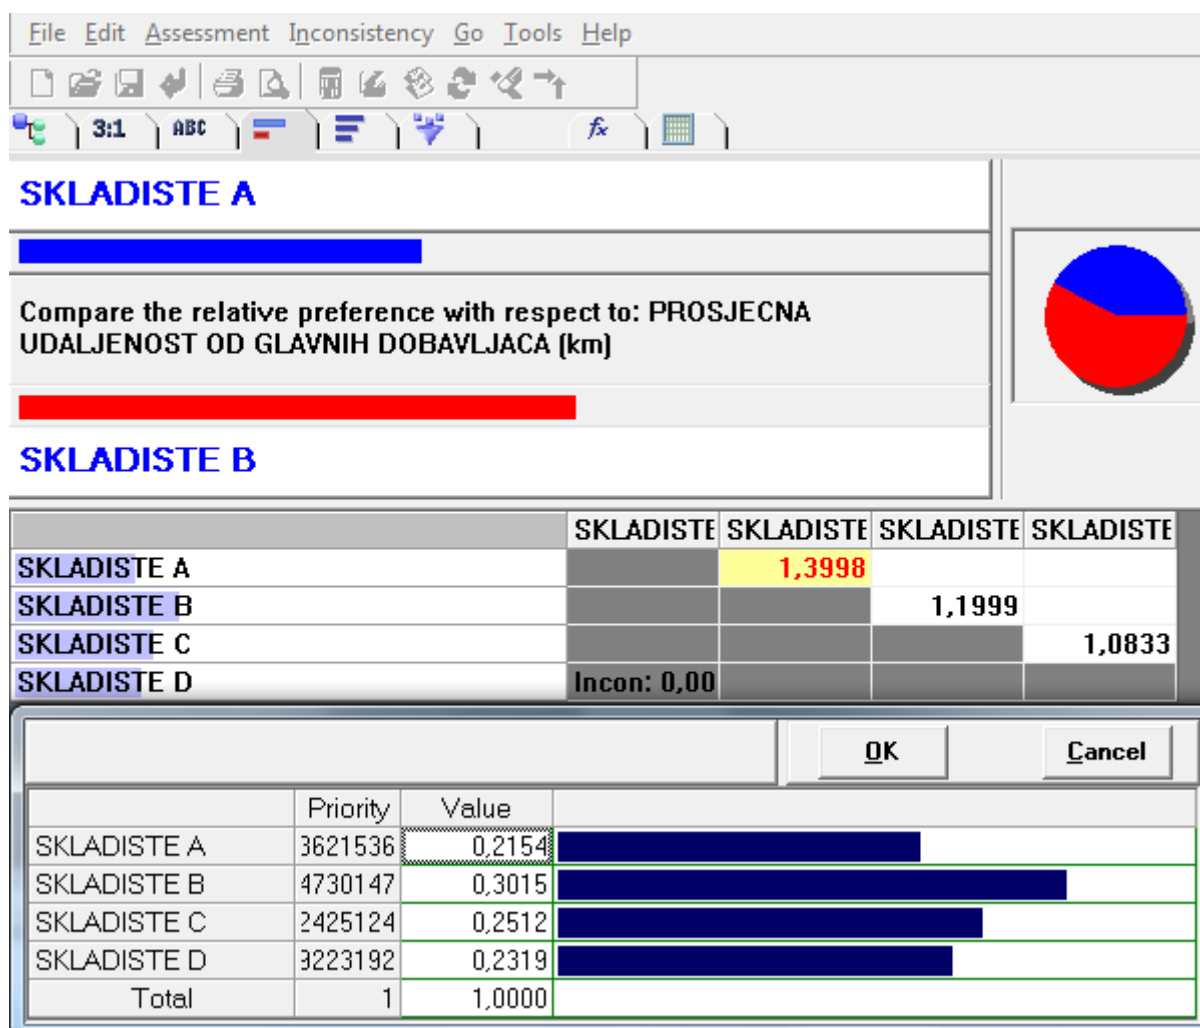 File Edit Assessment Inconsistency Go Tools Help
3:1 ABC fx
SKLADISTE A
Compare the relative preference with respect to: PROSJECNA
UDALJENOST OD GLAVNIH DOBAVLJACA (km)
SKLADISTE B
SKLADISTE SKLADISTE SKLADISTE SKLADISTE
SKLADISTE A 1,3998
SKLADISTE B 1,1999
SKLADISTE C 1,0833
SKLADISTE D Incon: 0,00
OK Cancel
Priority Value
SKLADISTE A 3621536 0,2154
SKLADISTE B 4730147 0,3015
SKLADISTE C 2425124 0,2512
SKLADISTE D 9223192 0,2319
Total 1 1,0000